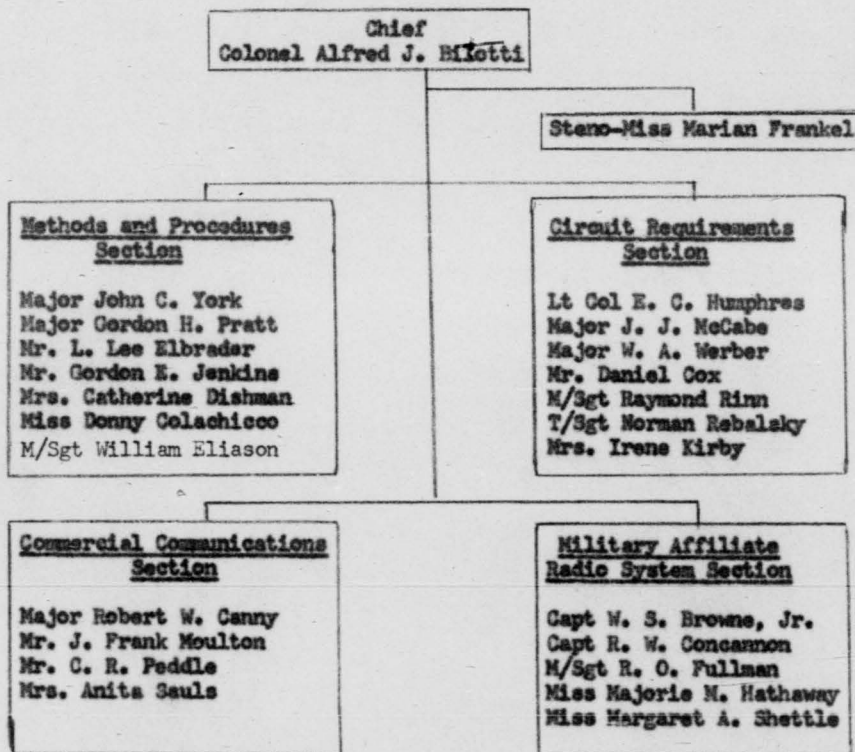 Chief
Colonel Alfred J. Bilotti
Steno-Miss Marian Frankel
Methods and Procedures
Section
Major John C. York
Major Gordon H. Pratt
Mr. L. Lee Elbrader
Mr. Gordon E. Jenkins
Mrs. Catherine Dishman
Miss Donny Colachicco
M/Sgt William Eliason
Circuit Requirements
Section
Lt Col E. C. Humphres
Major J. J. McCabe
Major W. A. Werber
Mr. Daniel Cox
M/Sgt Raymond Rinn
T/Sgt Norman Rebalsky
Mrs. Irene Kirby
Commercial Communications
Section
Major Robert W. Canny
Mr. J. Frank Moulton
Mr. C. R. Peddle
Mrs. Anita Sauls
Military Affiliate
Radio System Section
Capt W. S. Browne, Jr.
Capt R. W. Concannon
M/Sgt R. O. Fullman
Miss Majorie M. Hathaway
Miss Margaret A. Shettle